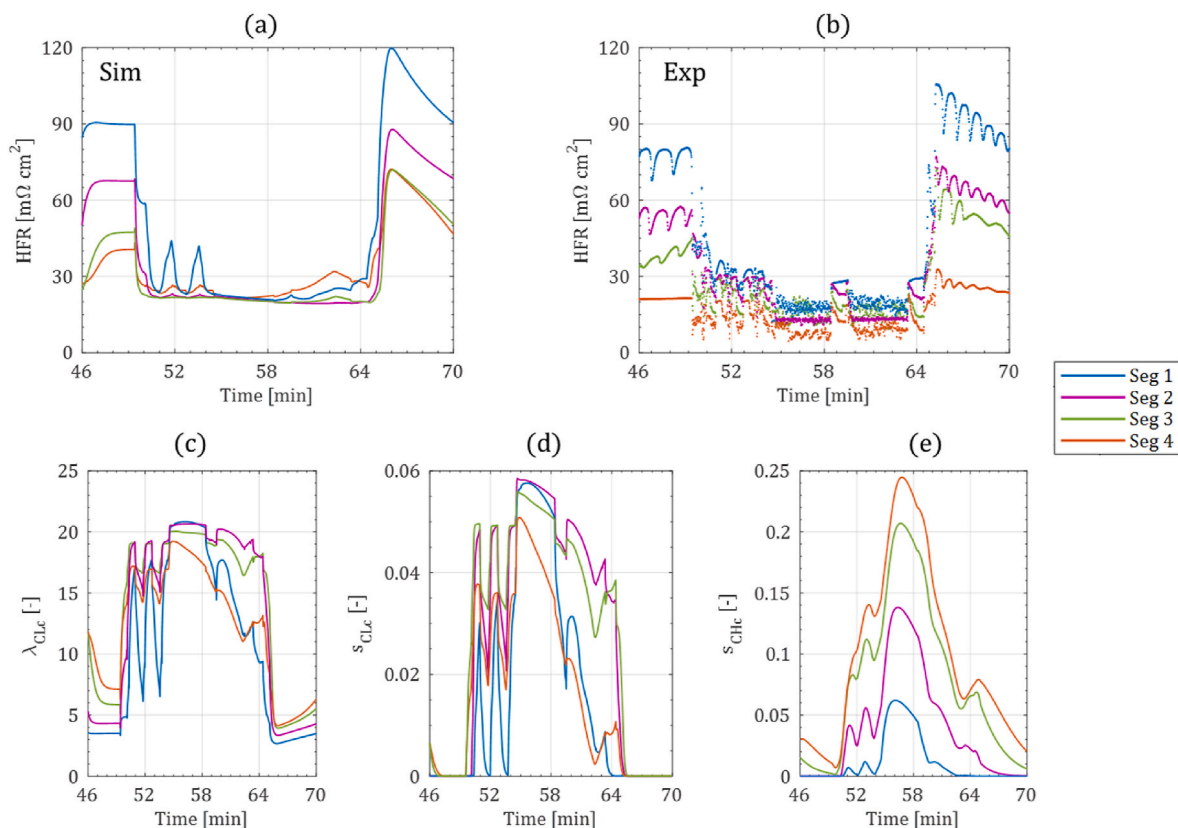 (a)
(b)
Sim
Exp
HFR [mΩ cm²]
120
90
60
30
0
46 52 58 64 70
Time [min]
HFR [mΩ cm²]
120
90
60
30
0
46 52 58 64 70
Time [min]
Seg 1
Seg 2
Seg 3
Seg 4
(c)
(d)
(e)
λCLc [-]
25
20
15
10
5
0
46 52 58 64 70
Time [min]
sCLc [-]
0.06
0.04
0.02
0
46 52 58 64 70
Time [min]
sCHc [-]
0.25
0.2
0.15
0.1
0.05
0
46 52 58 64 70
Time [min]